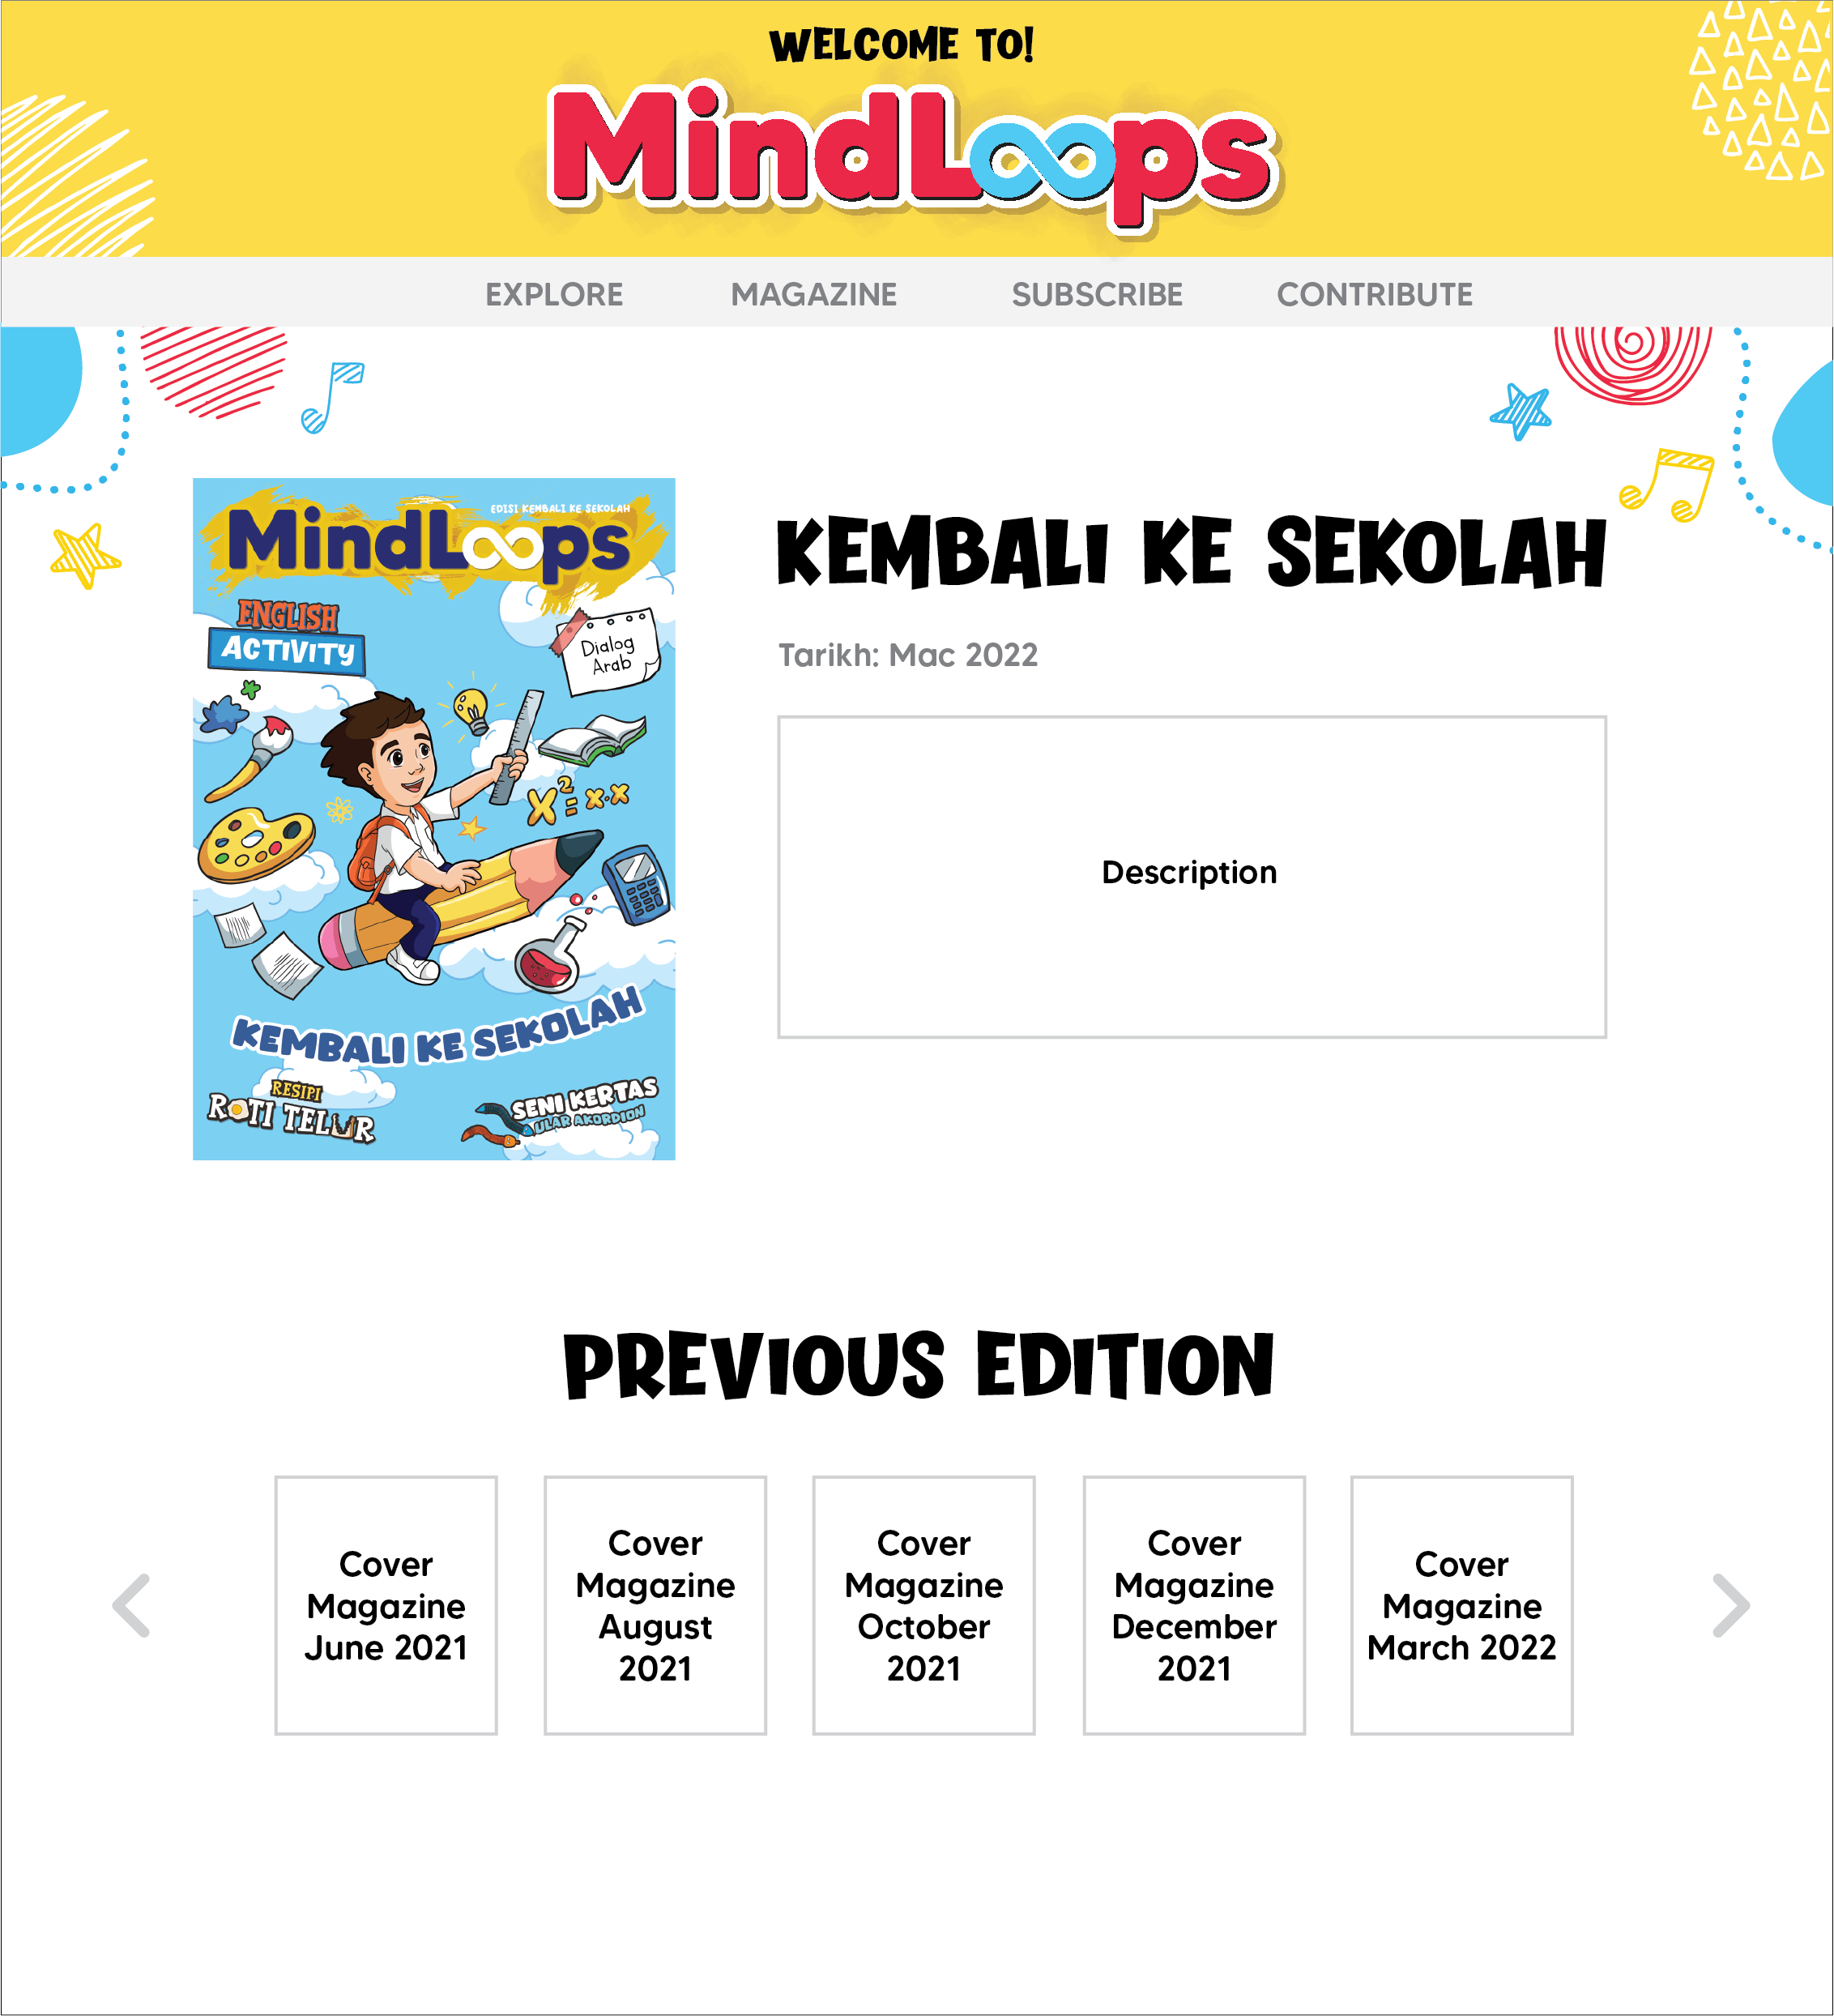 WELCOME TO!
MindLoops
EXPLORE MAGAZINE SUBSCRIBE CONTRIBUTE
EDISI KEMBALI KE SEKOLAH
MindLoops
ENGLISH
ACTIVITY
Dialog
Arab
X² = X·X
KEMBALI KE SEKOLAH
RESIPI
ROTI TELUR
SENI KERTAS
ULAR AKORDION
KEMBALI KE SEKOLAH
Tarikh: Mac 2022
Description
PREVIOUS EDITION
Cover
Magazine
June 2021
Cover
Magazine
August
2021
Cover
Magazine
October
2021
Cover
Magazine
December
2021
Cover
Magazine
March 2022